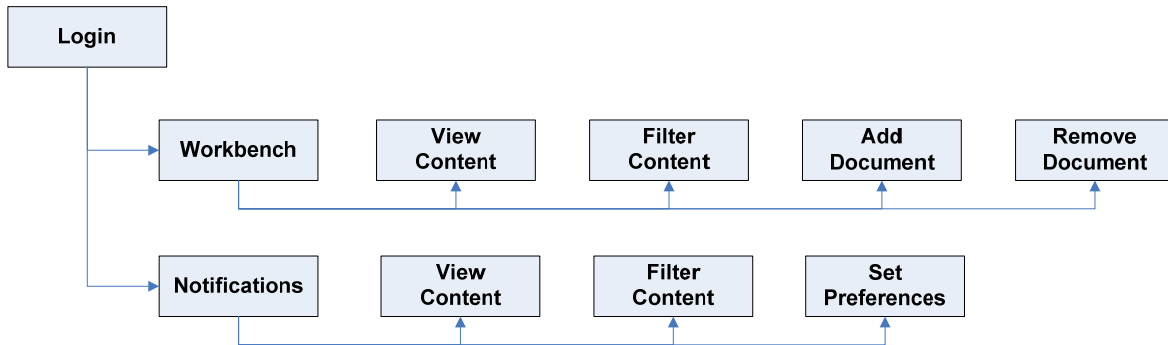 Login
Workbench
View
Content
Filter
Content
Add
Document
Remove
Document
Notifications
View
Content
Filter
Content
Set
Preferences